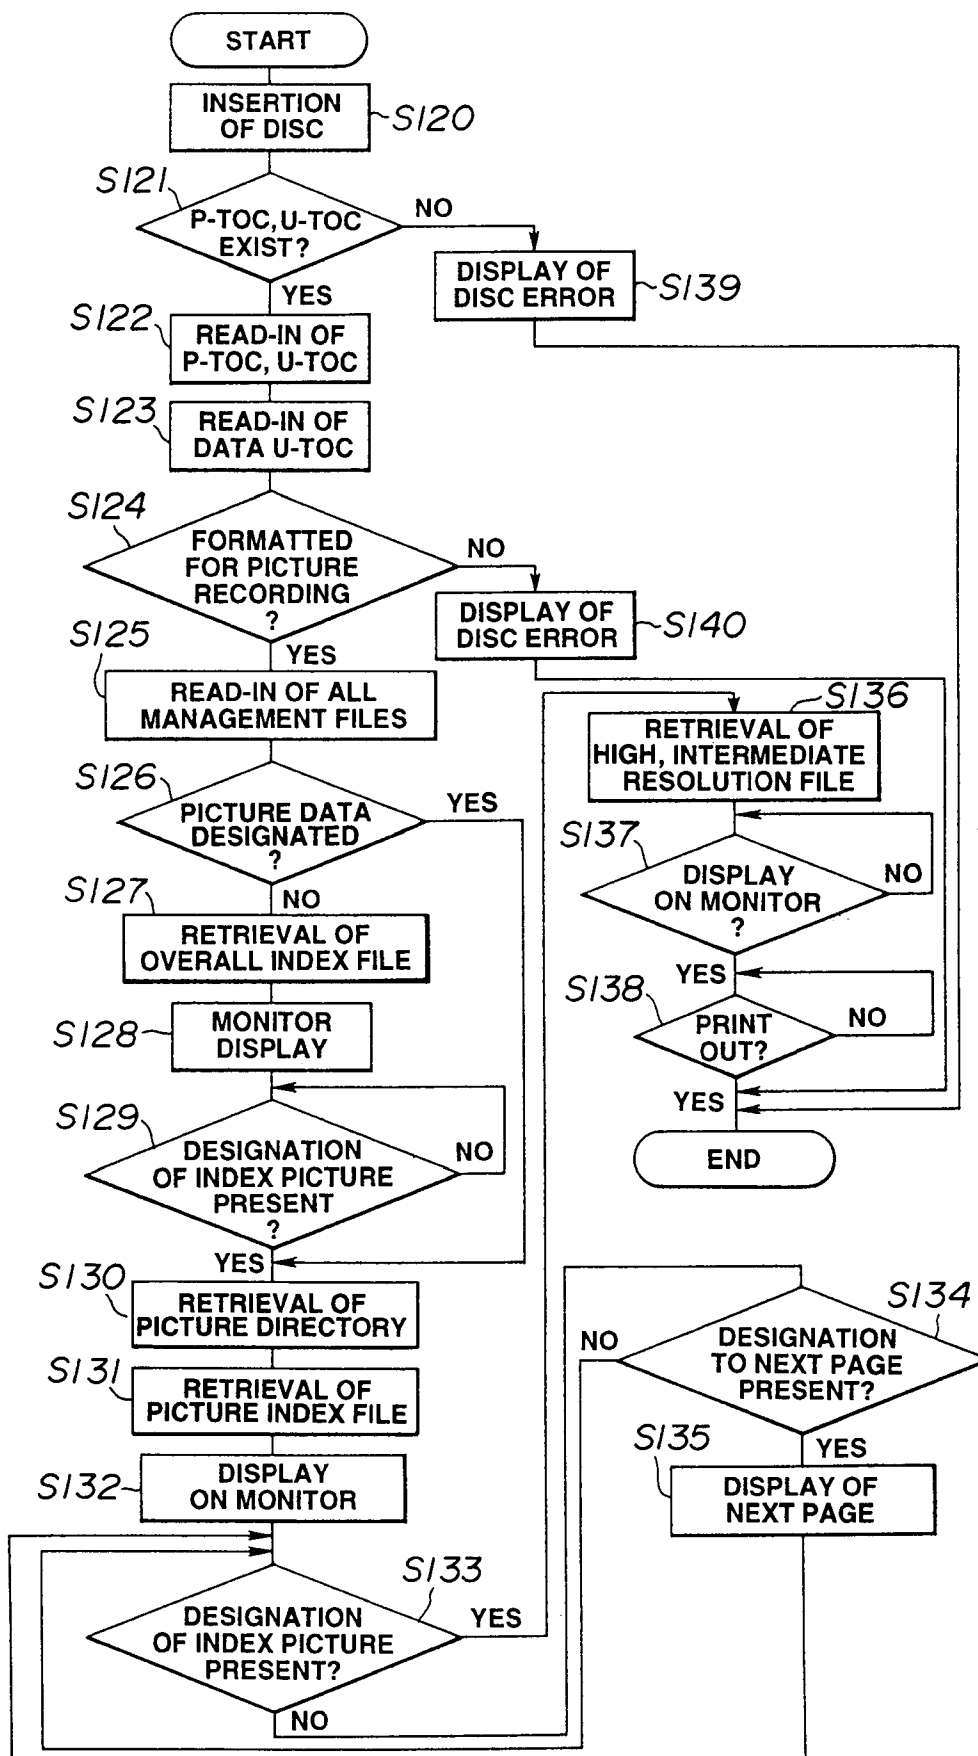 START
INSERTION
OF DISC
S120
S121
P-TOC, U-TOC
EXIST?
NO
YES
DISPLAY OF
DISC ERROR
S139
S122
READ-IN OF
P-TOC, U-TOC
S123
READ-IN OF
DATA U-TOC
S124
FORMATTED
FOR PICTURE
RECORDING
?
NO
YES
DISPLAY OF
DISC ERROR
S140
S125
READ-IN OF ALL
MANAGEMENT FILES
S126
PICTURE DATA
DESIGNATED
?
YES
NO
S127
RETRIEVAL OF
OVERALL INDEX FILE
S128
MONITOR
DISPLAY
S129
DESIGNATION
OF INDEX PICTURE
PRESENT
?
NO
YES
S130
RETRIEVAL OF
PICTURE DIRECTORY
S131
RETRIEVAL OF
PICTURE INDEX FILE
S132
DISPLAY
ON MONITOR
S133
DESIGNATION
OF INDEX PICTURE
PRESENT?
YES
NO
S134
DESIGNATION
TO NEXT PAGE
PRESENT?
NO
YES
S135
DISPLAY OF
NEXT PAGE
S136
RETRIEVAL OF
HIGH, INTERMEDIATE
RESOLUTION FILE
S137
DISPLAY
ON MONITOR
?
NO
YES
S138
PRINT
OUT?
NO
YES
END